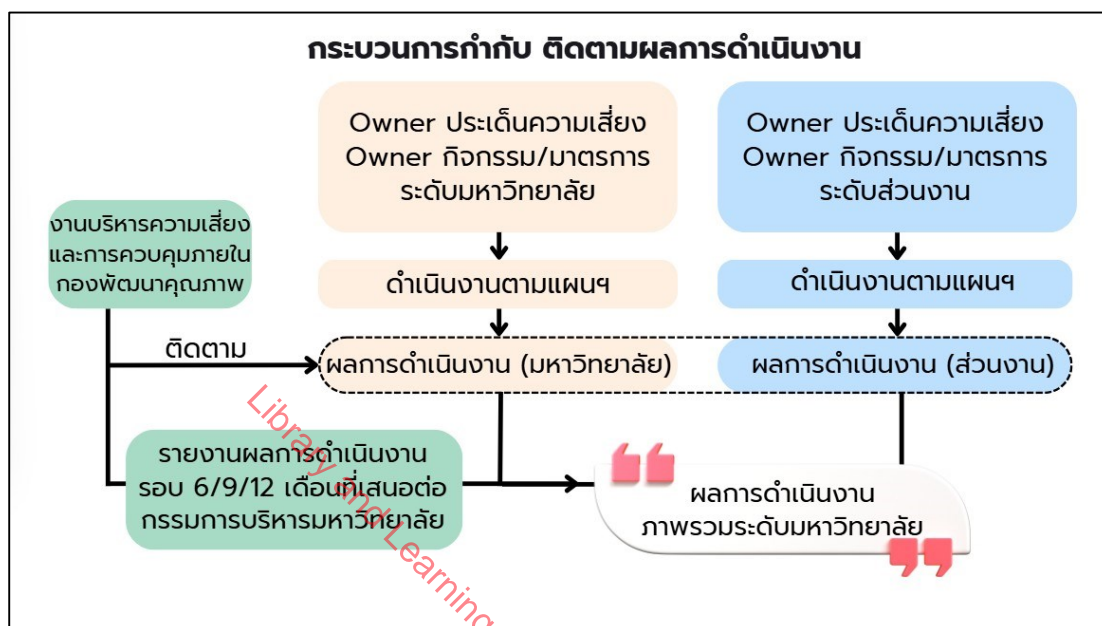 กระบวนการกำกับ ติดตามผลการดำเนินงาน
Owner ประเด็นความเสี่ยง
Owner กิจกรรม/มาตรการ
ระดับมหาวิทยาลัย
Owner ประเด็นความเสี่ยง
Owner กิจกรรม/มาตรการ
ระดับส่วนงาน
งานบริหารความเสี่ยง
และการควบคุมภายใน
กองพัฒนาคุณภาพ
ดำเนินงานตามแผนฯ
ดำเนินงานตามแผนฯ
ติดตาม
ผลการดำเนินงาน (มหาวิทยาลัย)
ผลการดำเนินงาน (ส่วนงาน)
รายงานผลการดำเนินงาน
รอบ 6/9/12 เดือนที่เสนอต่อ
กรรมการบริหารมหาวิทยาลัย
ผลการดำเนินงาน
ภาพรวมระดับมหาวิทยาลัย
Library and Learning